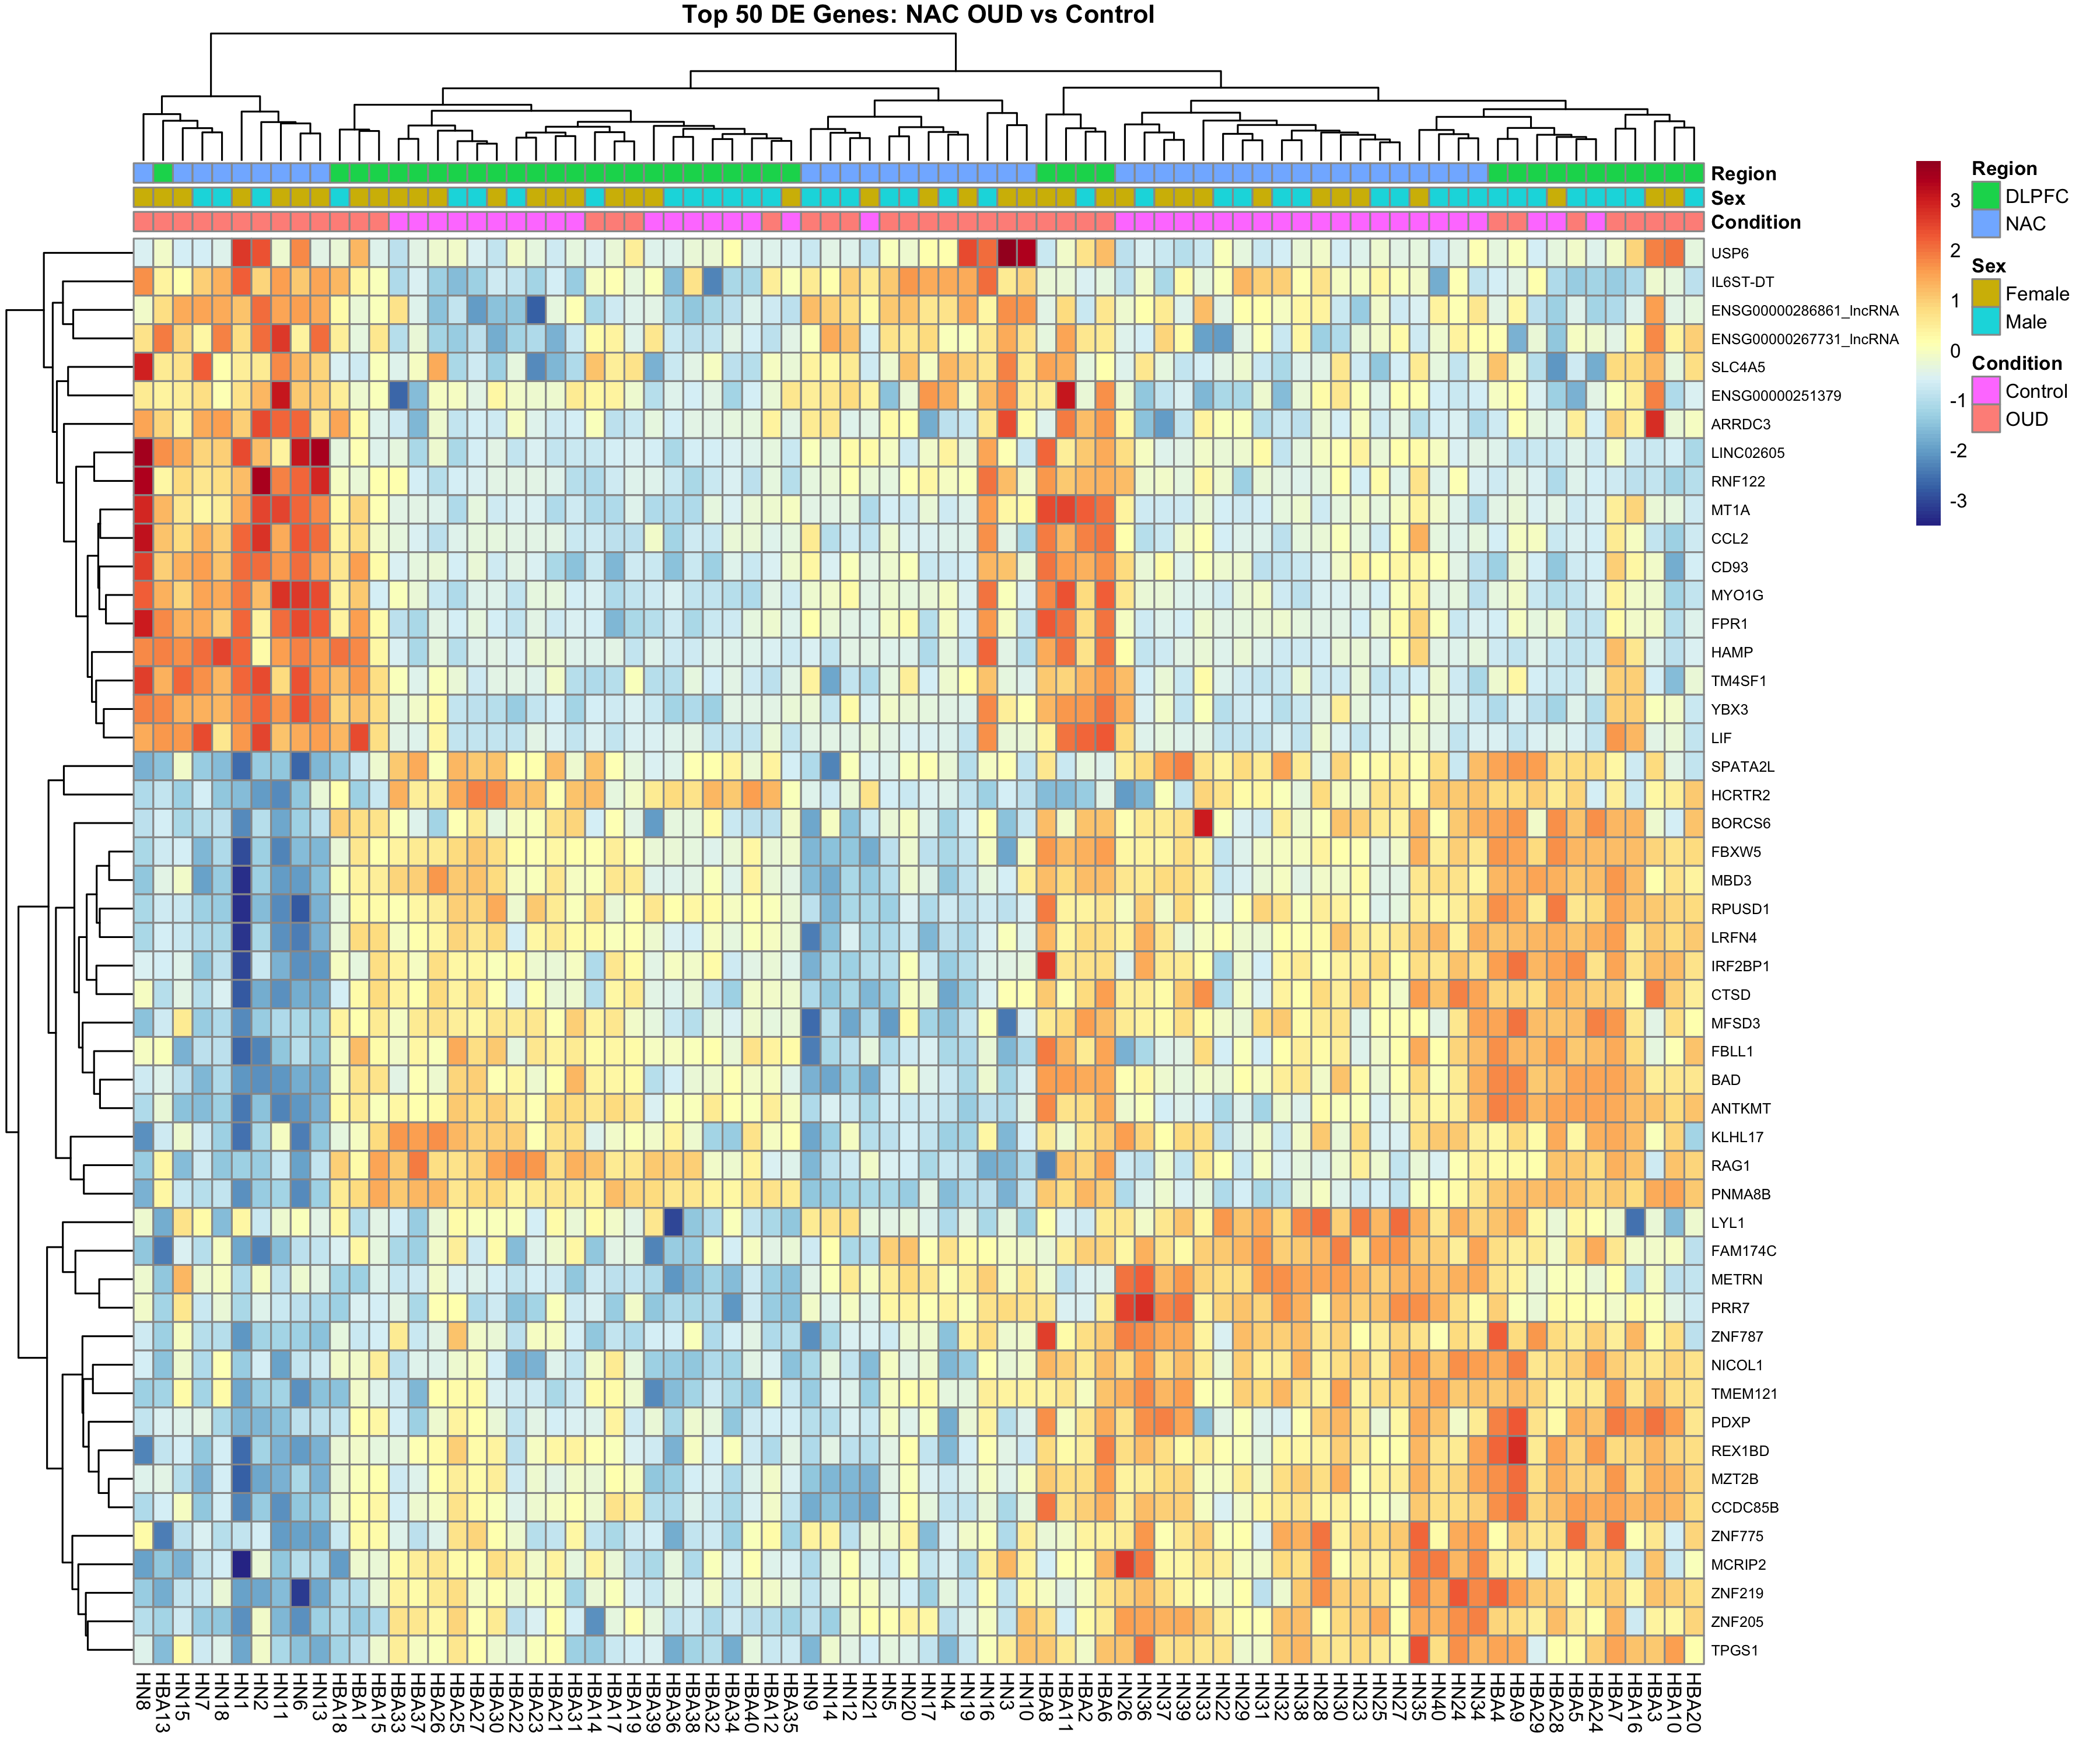 Top 50 DE Genes: NAC OUD vs Control
Region
Sex
Condition
USP6
IL6ST-DT
ENSG00000286861_lncRNA
ENSG00000267731_lncRNA
SLC4A5
ENSG00000251379
ARRDC3
LINC02605
RNF122
MT1A
CCL2
CD93
MYO1G
FPR1
HAMP
TM4SF1
YBX3
LIF
SPATA2L
HCRTR2
BORCS6
FBXW5
MBD3
RPUSD1
LRFN4
IRF2BP1
CTSD
MFSD3
FBLL1
BAD
ANTKMT
KLHL17
RAG1
PNMA8B
LYL1
FAM174C
METRN
PRR7
ZNF787
NICOL1
TMEM121
PDXP
REX1BD
MZT2B
CCDC85B
ZNF775
MCRIP2
ZNF219
ZNF205
TPGS1
3
2
1
0
-1
-2
-3
Region
DLPFC
NAC
Sex
Female
Male
Condition
Control
OUD
HN8
HBA13
HN15
HN7
HN18
HN1
HN2
HN11
HN6
HN13
HBA18
HBA1
HBA15
HBA33
HBA37
HBA26
HBA25
HBA27
HBA30
HBA22
HBA23
HBA21
HBA31
HBA14
HBA17
HBA19
HBA39
HBA36
HBA38
HBA32
HBA34
HBA40
HBA12
HBA35
HN9
HN14
HN12
HN21
HN5
HN20
HN17
HN4
HN19
HN16
HN3
HN10
HBA8
HBA11
HBA2
HBA6
HN26
HN36
HN37
HN39
HN33
HN22
HN29
HN31
HN32
HN38
HN28
HN30
HN23
HN25
HN27
HN35
HN40
HN24
HN34
HBA4
HBA9
HBA29
HBA28
HBA5
HBA24
HBA7
HBA16
HBA3
HBA10
HBA20